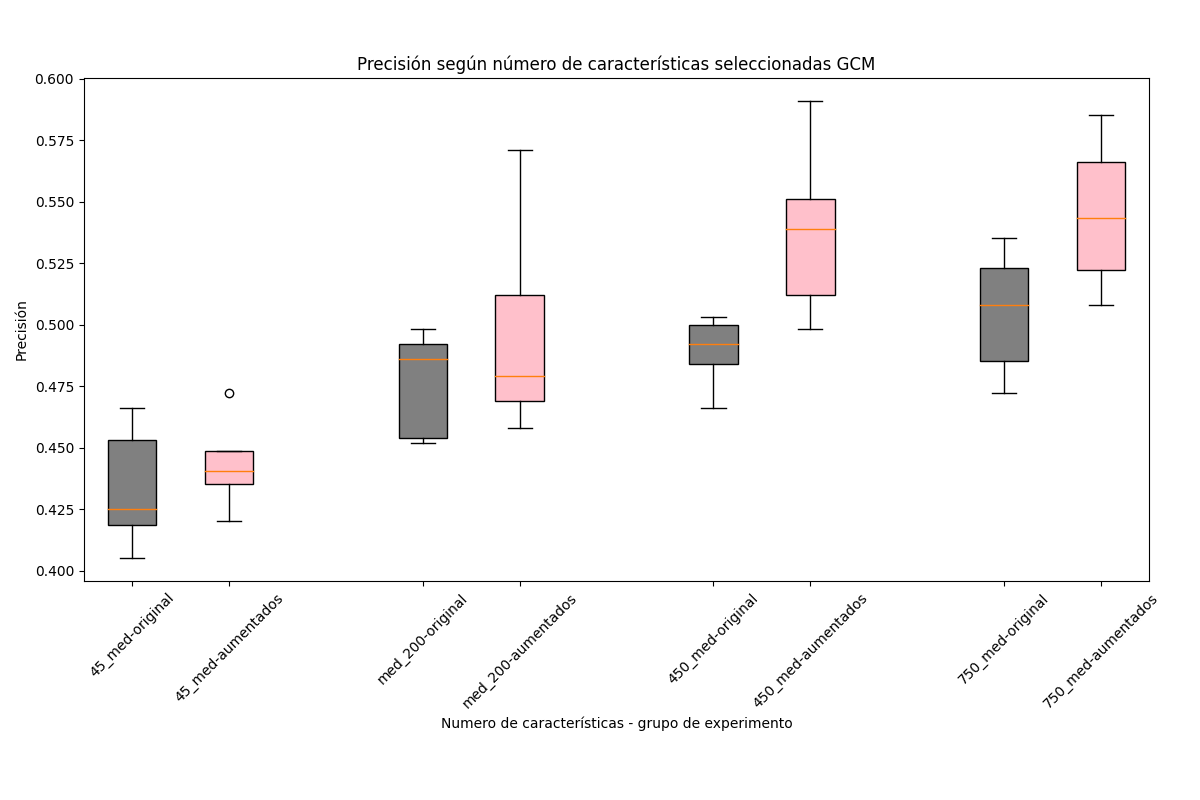 Precisión según número de características seleccionadas GCM
Precisión
0.600
0.575
0.550
0.525
0.500
0.475
0.450
0.425
0.400
45_med-original
45_med-aumentados
med_200-original
med_200-aumentados
450_med-original
450_med-aumentados
750_med-original
750_med-aumentados
Numero de características - grupo de experimento